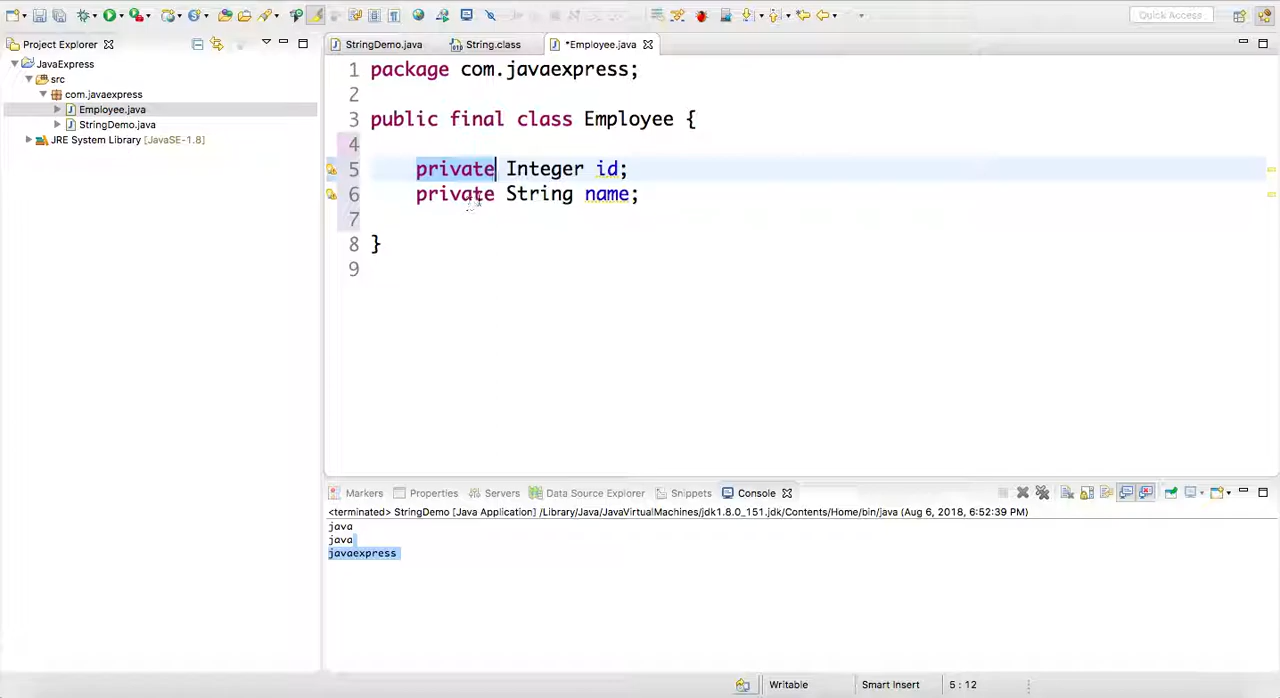 Quick Access
Project Explorer
StringDemo.java
String.class
*Employee.java
JavaExpress
src
com.javaexpress
Employee.java
StringDemo.java
JRE System Library [JavaSE-1.8]
1 package com.javaexpress;
2
3 public final class Employee {
4
5 private Integer id;
6 private String name;
7
8 }
9
Markers
Properties
Servers
Data Source Explorer
Snippets
Console
<terminated> StringDemo [Java Application] /Library/Java/JavaVirtualMachines/jdk1.8.0_151.jdk/Contents/Home/bin/java (Aug 6, 2018, 6:52:39 PM)
java
java
javaexpress
Writable
Smart Insert
5 : 12